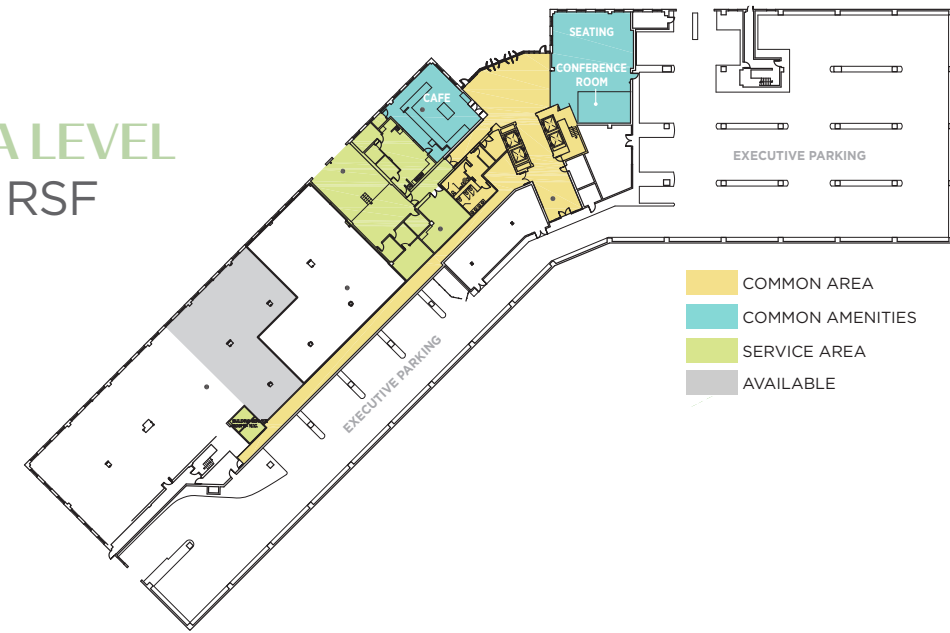 A LEVEL
RSF
SEATING
CONFERENCE
ROOM
CAFE
EXECUTIVE PARKING
EXECUTIVE PARKING
COMMON AREA
COMMON AMENITIES
SERVICE AREA
AVAILABLE